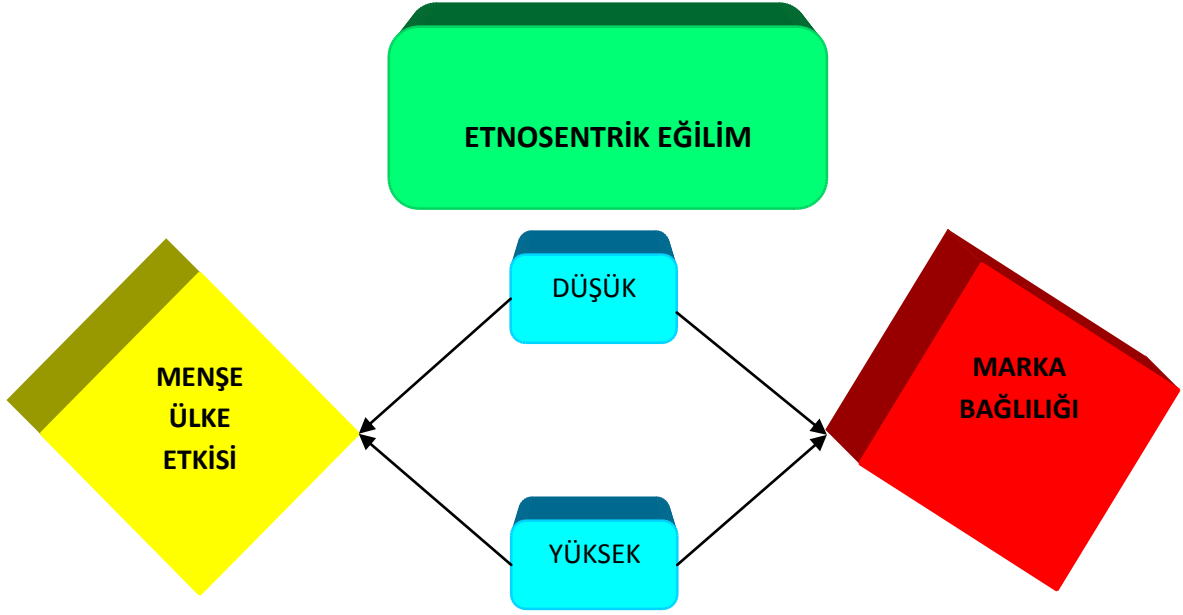 ETNOSENTRİK EĞİLİM
DÜŞÜK
MENŞE
ÜLKE
ETKİSİ
MARKA
BAĞLILIĞI
YÜKSEK